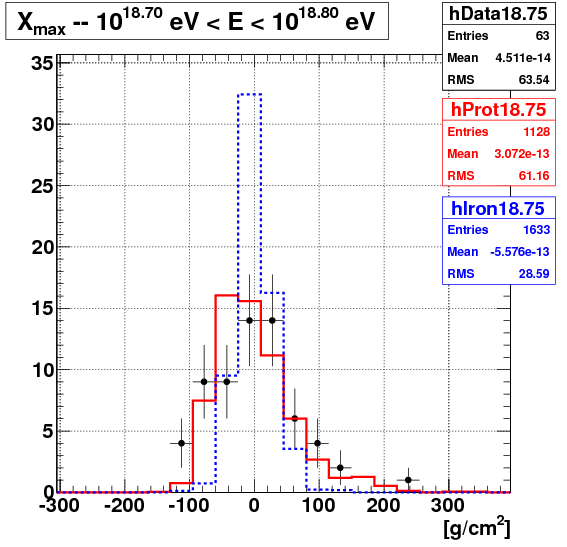 X_max -- 10^18.70 eV < E < 10^18.80 eV
hData18.75
Entries 63
Mean 4.511e-14
RMS 63.54
hProt18.75
Entries 1128
Mean 3.072e-13
RMS 61.16
hIron18.75
Entries 1633
Mean -5.576e-13
RMS 28.59
35
30
25
20
15
10
5
0
-300 -200 -100 0 100 200 300
[g/cm^2]